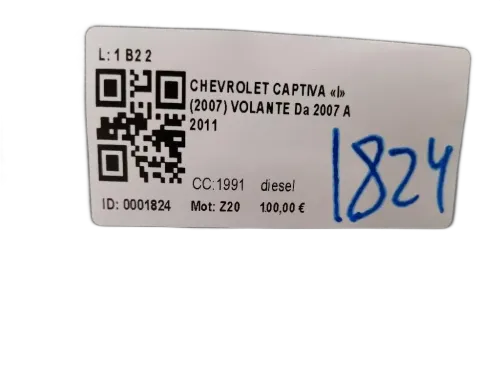 L: 1 B2 2
CHEVROLET CAPTIVA «I»
(2007) VOLANTE Da 2007 A
2011
CC:1991 diesel
ID: 0001824 Mot: Z20 100,00 €
1824